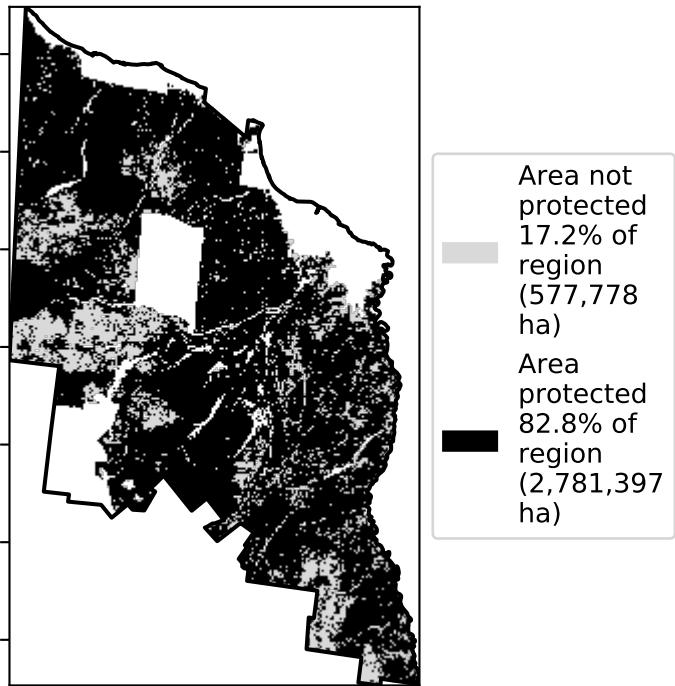 Area not
protected
17.2% of
region
(577,778
ha)
Area
protected
82.8% of
region
(2,781,397
ha)